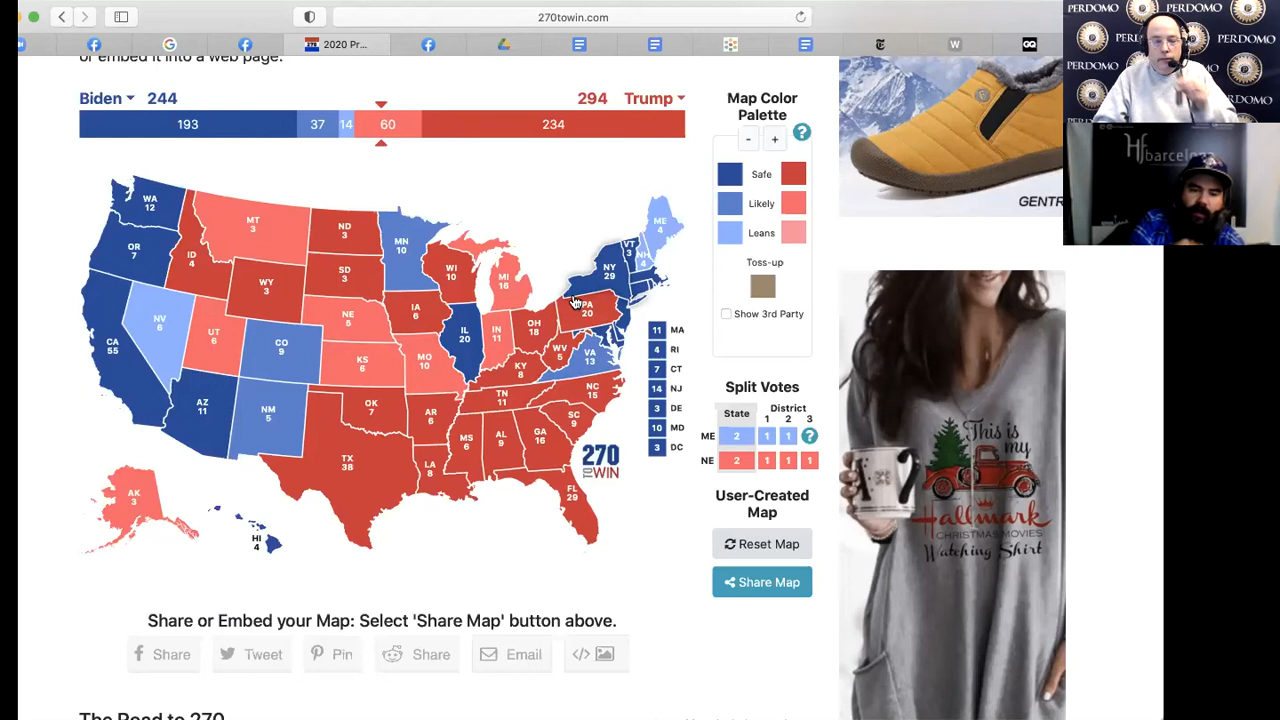 270towin.com
2020 Pr...
or embed it into a web page:
Biden 244
294 Trump
193 37 14 60 234
WA
12
OR
7
CA
55
NV
6
ID
4
MT
3
WY
3
UT
6
AZ
11
CO
9
NM
5
ND
3
SD
3
NE
5
KS
6
OK
7
TX
38
MN
10
IA
6
MO
10
AR
6
LA
8
WI
10
IL
20
MI
16
IN
11
OH
18
KY
8
TN
11
MS
6
AL
9
GA
16
FL
29
SC
9
NC
15
VA
13
WV
5
PA
20
NY
29
VT
3
NH
4
ME
4
AK
3
HI
4
11 MA
4 RI
7 CT
14 NJ
3 DE
10 MD
3 DC
270
TO WIN
Map Color
Palette
- + ?
Safe
Likely
Leans
Toss-up
Show 3rd Party
Split Votes
State District
1 2 3
ME 2 1 1 ?
NE 2 1 1 1
User-Created
Map
Reset Map
Share Map
Share or Embed your Map: Select 'Share Map' button above.
Share Tweet Pin Share Email </>
The Road to 270
GENTR
This is
my
Hallmark
CHRISTMAS MOVIES
Watching Shirt
PERDOMO
PERDOMO
PERDOMO
PERDOMO
PERDOMO
Hf barcelona
W
GQ